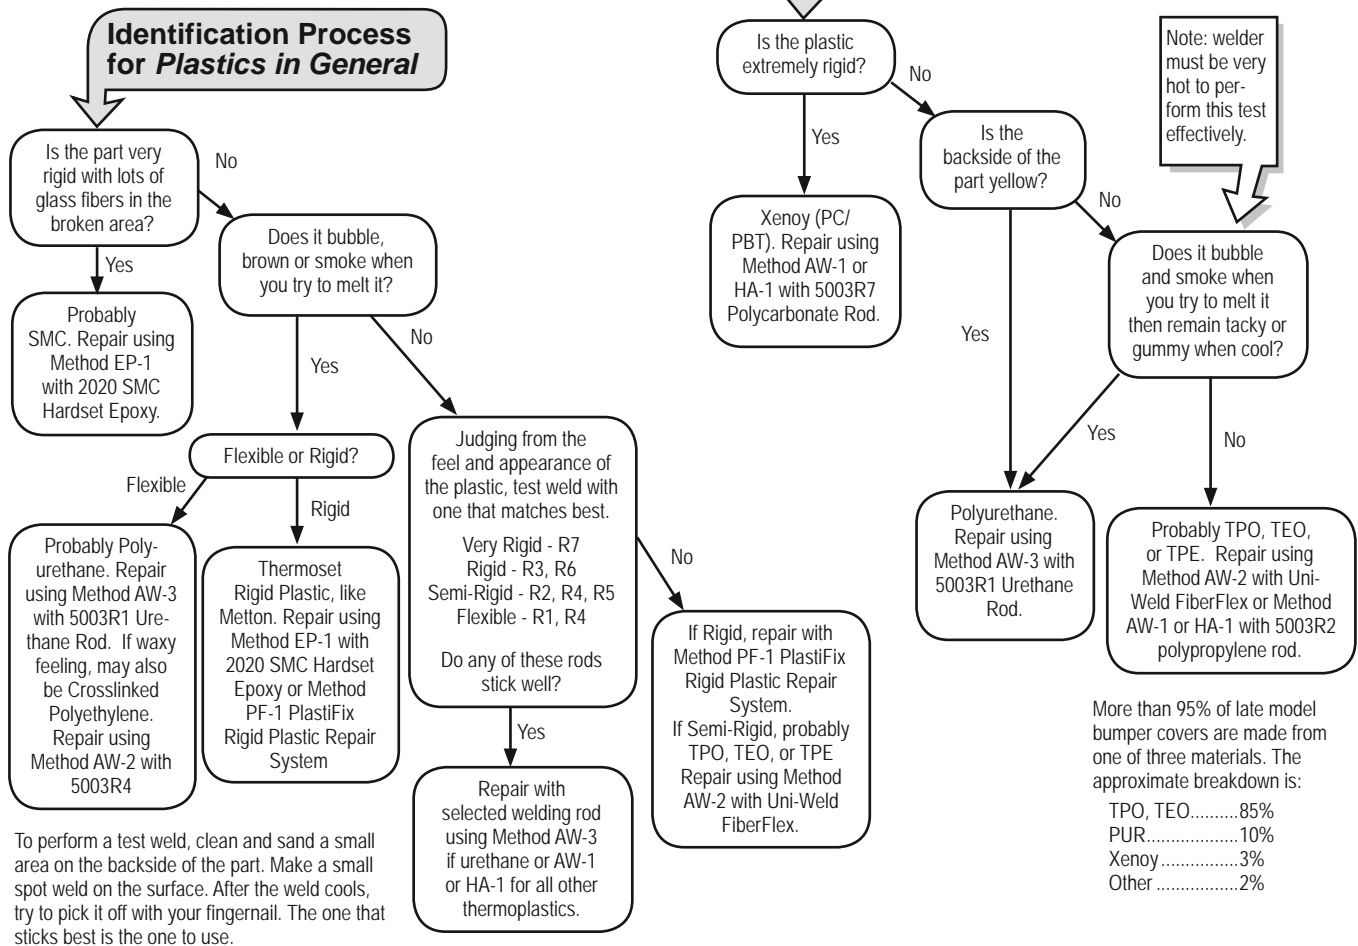 Identification Process
for Plastics in General
Is the part very
rigid with lots of
glass fibers in the
broken area?
No
Yes
Probably
SMC. Repair using
Method EP-1
with 2020 SMC
Hardset Epoxy.
Does it bubble,
brown or smoke when
you try to melt it?
Yes
No
Flexible or Rigid?
Flexible
Rigid
Probably Poly-
urethane. Repair
using Method AW-3
with 5003R1 Ure-
thane Rod. If waxy
feeling, may also
be Crosslinked
Polyethylene.
Repair using
Method AW-2 with
5003R4
Thermoset
Rigid Plastic, like
Metton. Repair using
Method EP-1 with
2020 SMC Hardset
Epoxy or Method
PF-1 PlastiFix
Rigid Plastic Repair
System
Judging from the
feel and appearance of
the plastic, test weld with
one that matches best.
Very Rigid - R7
Rigid - R3, R6
Semi-Rigid - R2, R4, R5
Flexible - R1, R4
Do any of these rods
stick well?
No
Yes
Repair with
selected welding rod
using Method AW-3
if urethane or AW-1
or HA-1 for all other
thermoplastics.
If Rigid, repair with
Method PF-1 PlastiFix
Rigid Plastic Repair
System.
If Semi-Rigid, probably
TPO, TEO, or TPE
Repair using Method
AW-2 with Uni-Weld
FiberFlex.
To perform a test weld, clean and sand a small
area on the backside of the part. Make a small
spot weld on the surface. After the weld cools,
try to pick it off with your fingernail. The one that
sticks best is the one to use.
Is the plastic
extremely rigid?
No
Yes
Xenoy (PC/
PBT). Repair using
Method AW-1 or
HA-1 with 5003R7
Polycarbonate Rod.
Is the
backside of the
part yellow?
No
Yes
Note: welder
must be very
hot to per-
form this test
effectively.
Does it bubble
and smoke when
you try to melt it
then remain tacky or
gummy when cool?
Yes
No
Polyurethane.
Repair using
Method AW-3 with
5003R1 Urethane
Rod.
Probably TPO, TEO,
or TPE. Repair using
Method AW-2 with Uni-
Weld FiberFlex or Method
AW-1 or HA-1 with 5003R2
polypropylene rod.
More than 95% of late model
bumper covers are made from
one of three materials. The
approximate breakdown is:
TPO, TEO..........85%
PUR...................10%
Xenoy................3%
Other .................2%